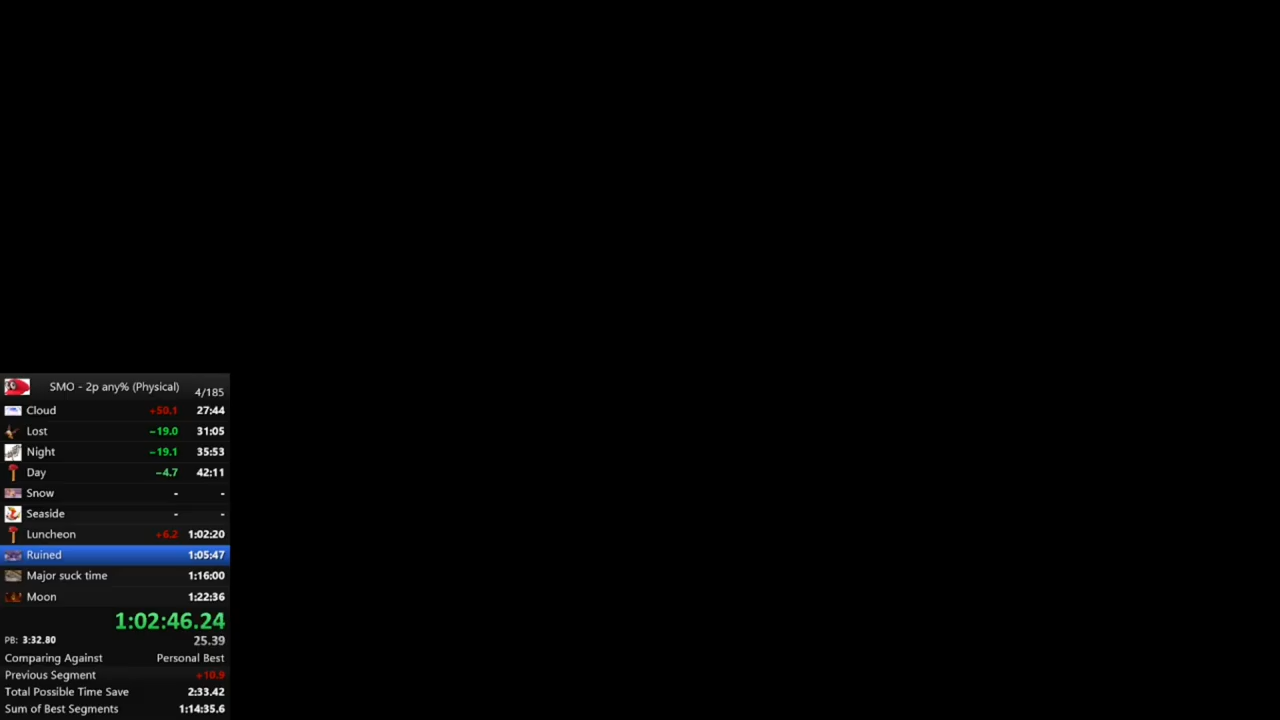 SMO - 2p any% (Physical) 4/185
Cloud +50.1 27:44
Lost −19.0 31:05
Night −19.1 35:53
Day −4.7 42:11
Snow - -
Seaside - -
Luncheon +6.2 1:02:20
Ruined 1:05:47
Major suck time 1:16:00
Moon 1:22:36
1:02:46.24
PB: 3:32.80 25.39
Comparing Against Personal Best
Previous Segment +10.9
Total Possible Time Save 2:33.42
Sum of Best Segments 1:14:35.6